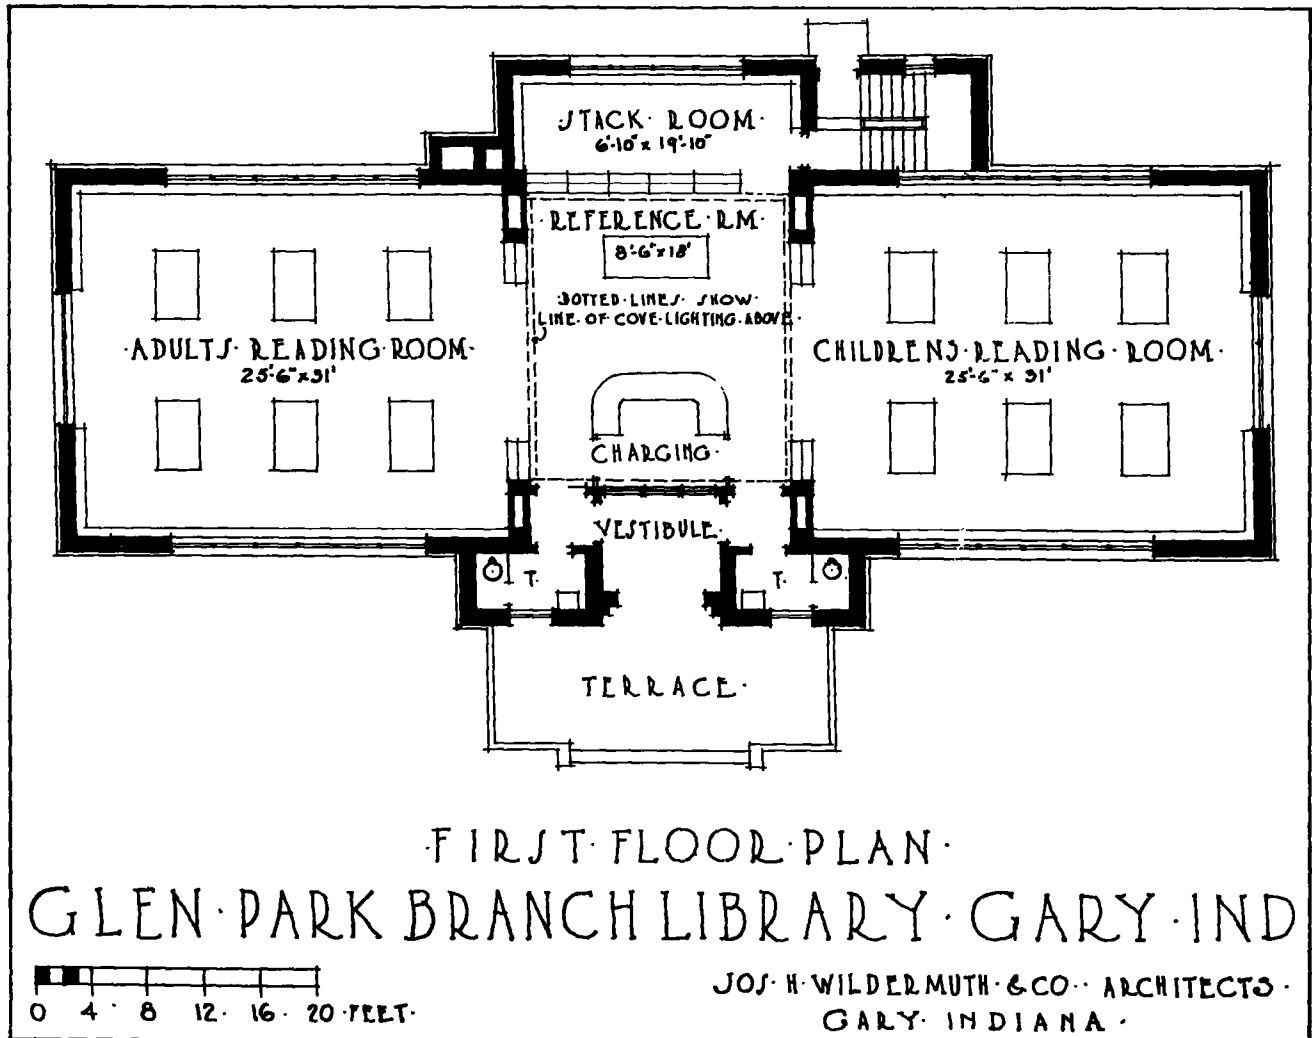 ·STACK· ROOM·
6'-10" x 19'-10"
·REFERENCE·RM·
8'-6" x 18'
DOTTED·LINES·SHOW·
LINE·OF·COVE·LIGHTING·ABOVE·
·ADULTS·READING·ROOM·
25'-6" x 31'
CHILDRENS·READING·ROOM·
25'-6" x 31'
CHARGING·
VESTIBULE·
T.
T.
TERRACE·
·FIRST·FLOOR·PLAN·
GLEN·PARK BRANCH LIBRARY·GARY·IND
0 4· 8 12· 16· 20·FEET·
JOS·H·WILDERMUTH·&CO·· ARCHITECTS·
GARY· INDIANA·